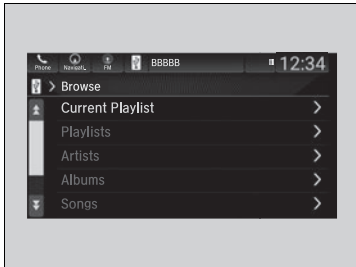 Phone Navigati... FM BBBBB 12:34
Browse
Current Playlist
Playlists
Artists
Albums
Songs